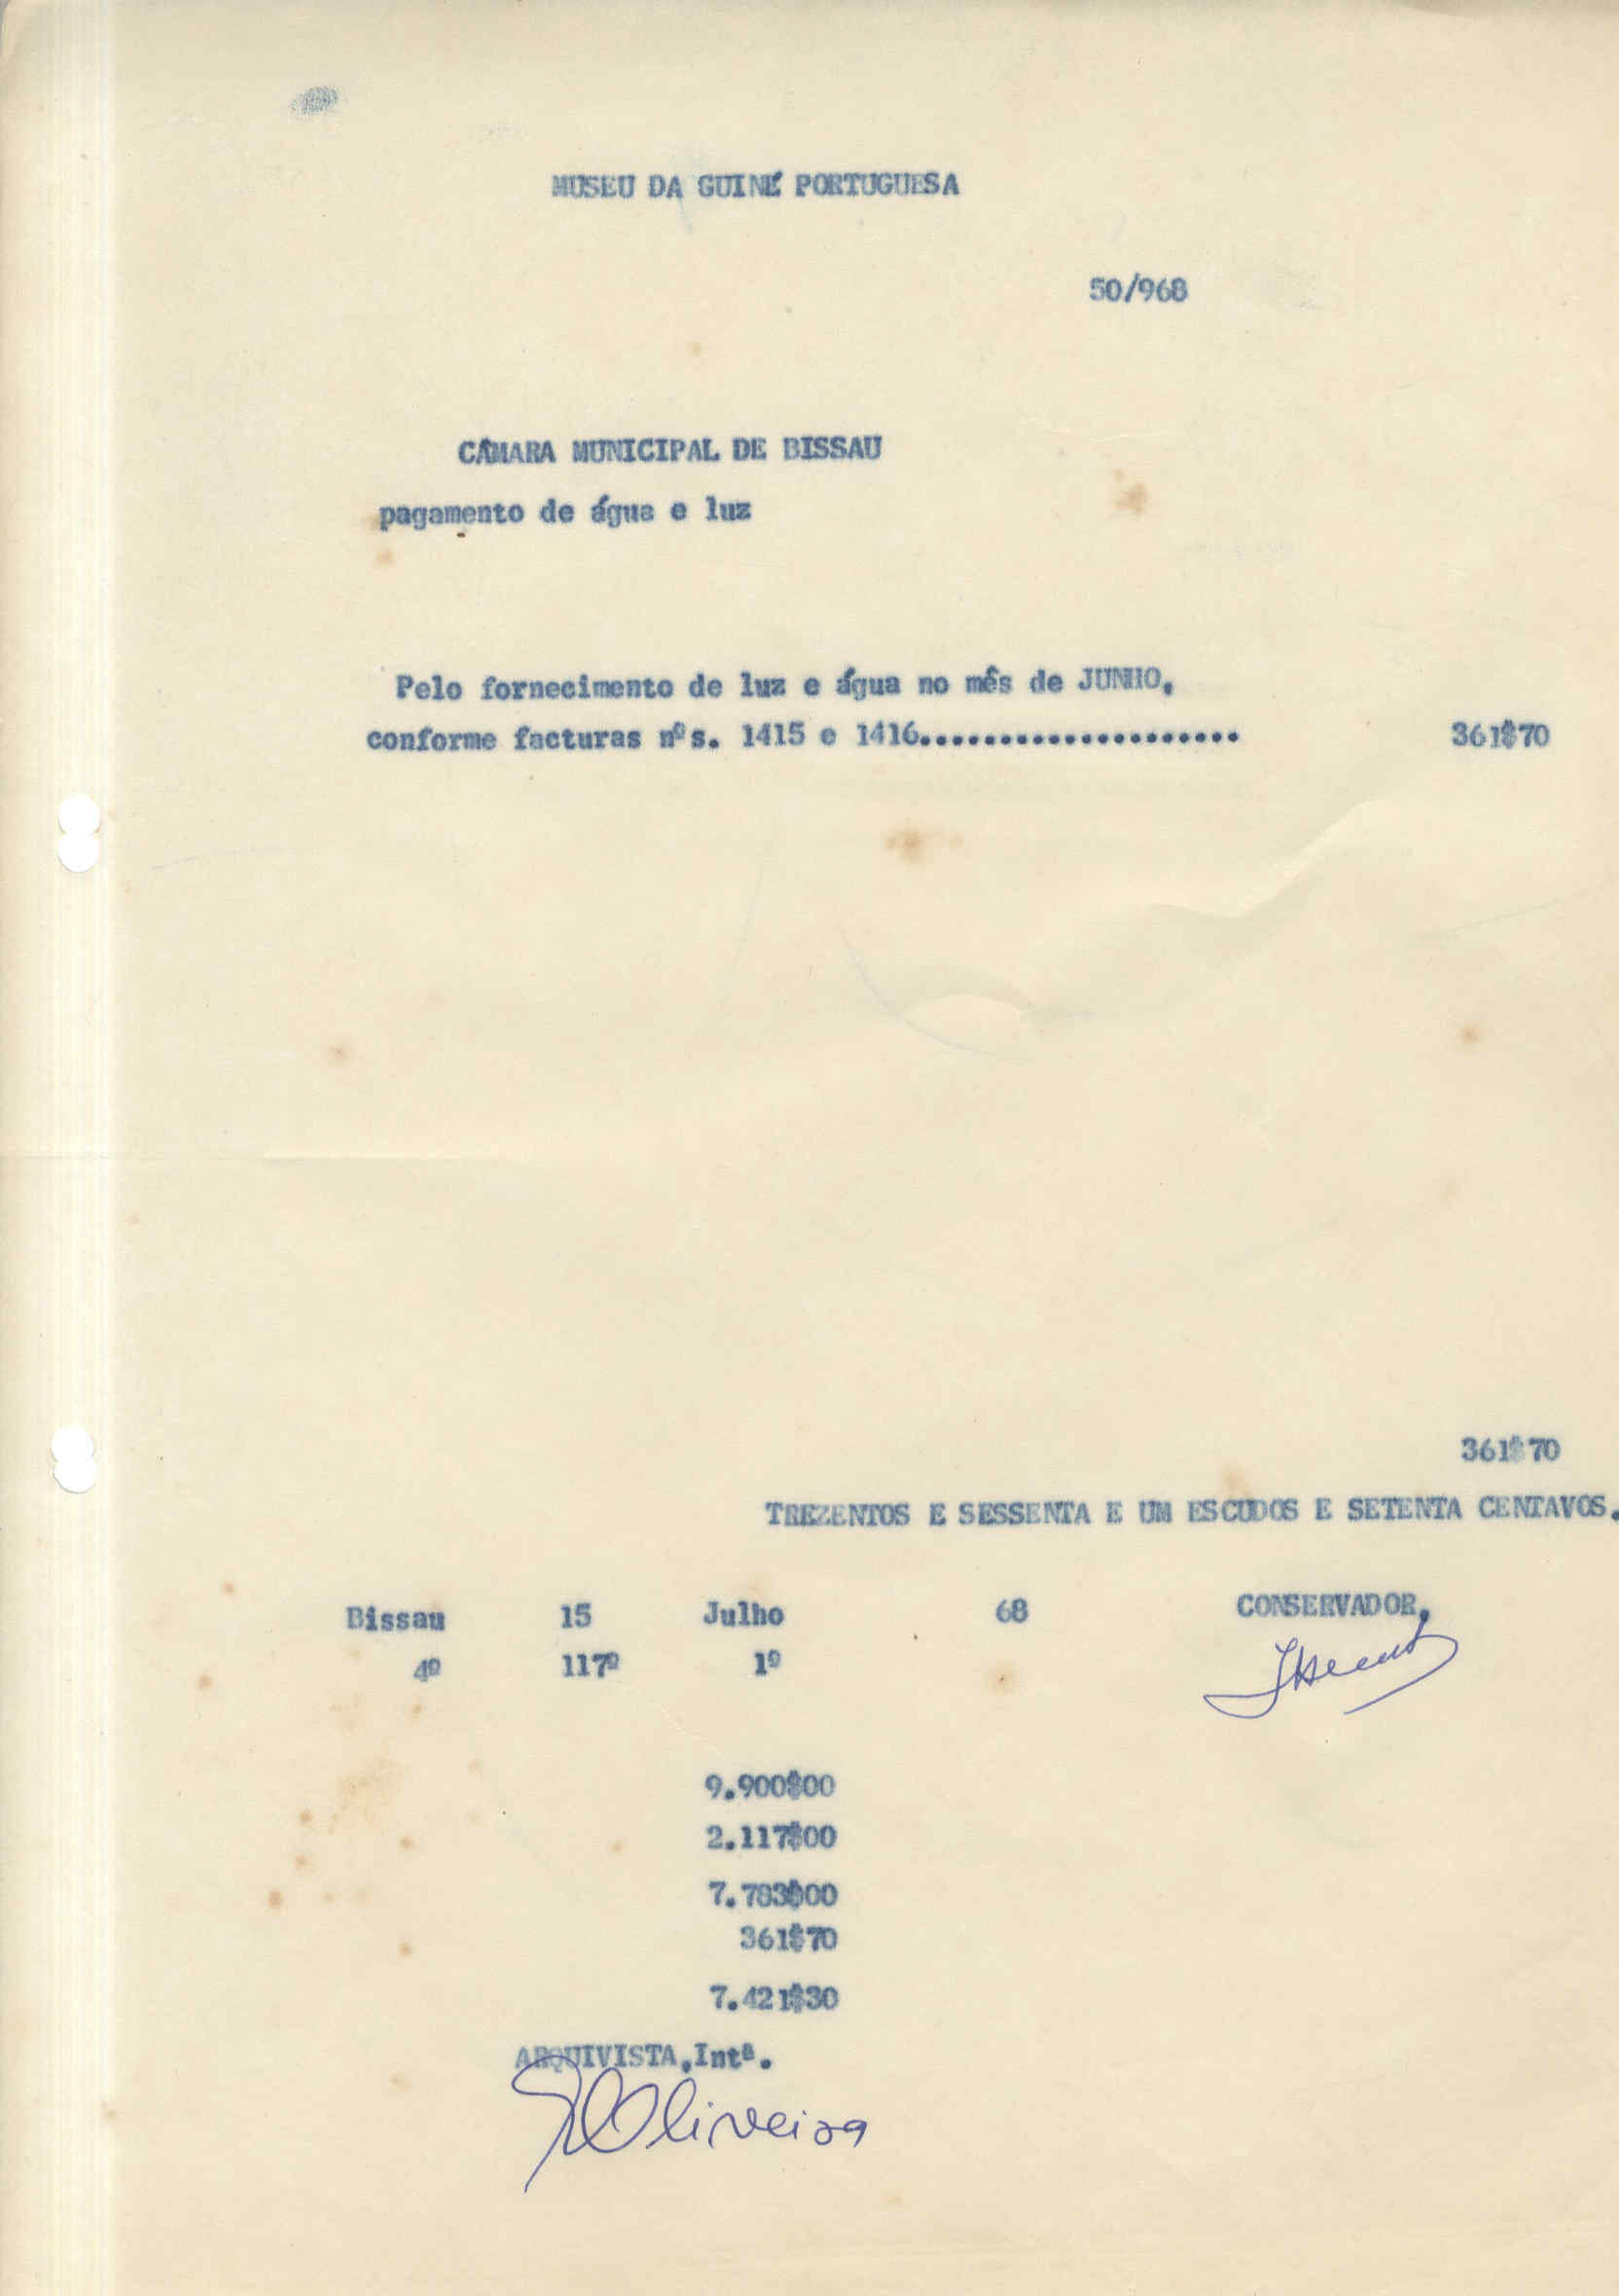 MUSEU DA GUINÉ PORTUGUESA
50/968
CÂMARA MUNICIPAL DE BISSAU
pagamento de água e luz
Pelo fornecimento de luz e água no mês de JUNHO,
conforme facturas nºs. 1415 e 1416.................... 361$70
361$70
TREZENTOS E SESSENTA E UM ESCUDOS E SETENTA CENTAVOS.
Bissau 15 Julho 68 CONSERVADOR,
4º 117º 1º
9.900$00
2.117$00
7.783$00
361$70
7.421$30
ARQUIVISTA,Intª.
Oliveira